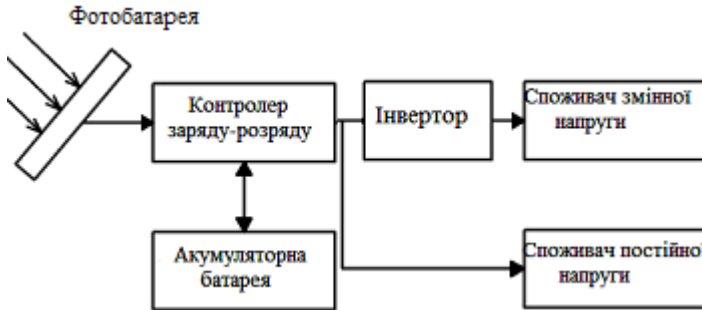 Фотобатарея
Контролер
заряду-розряду
Інвертор
Споживач змінної
напруги
Акумуляторна
батарея
Споживач постійної
напруги